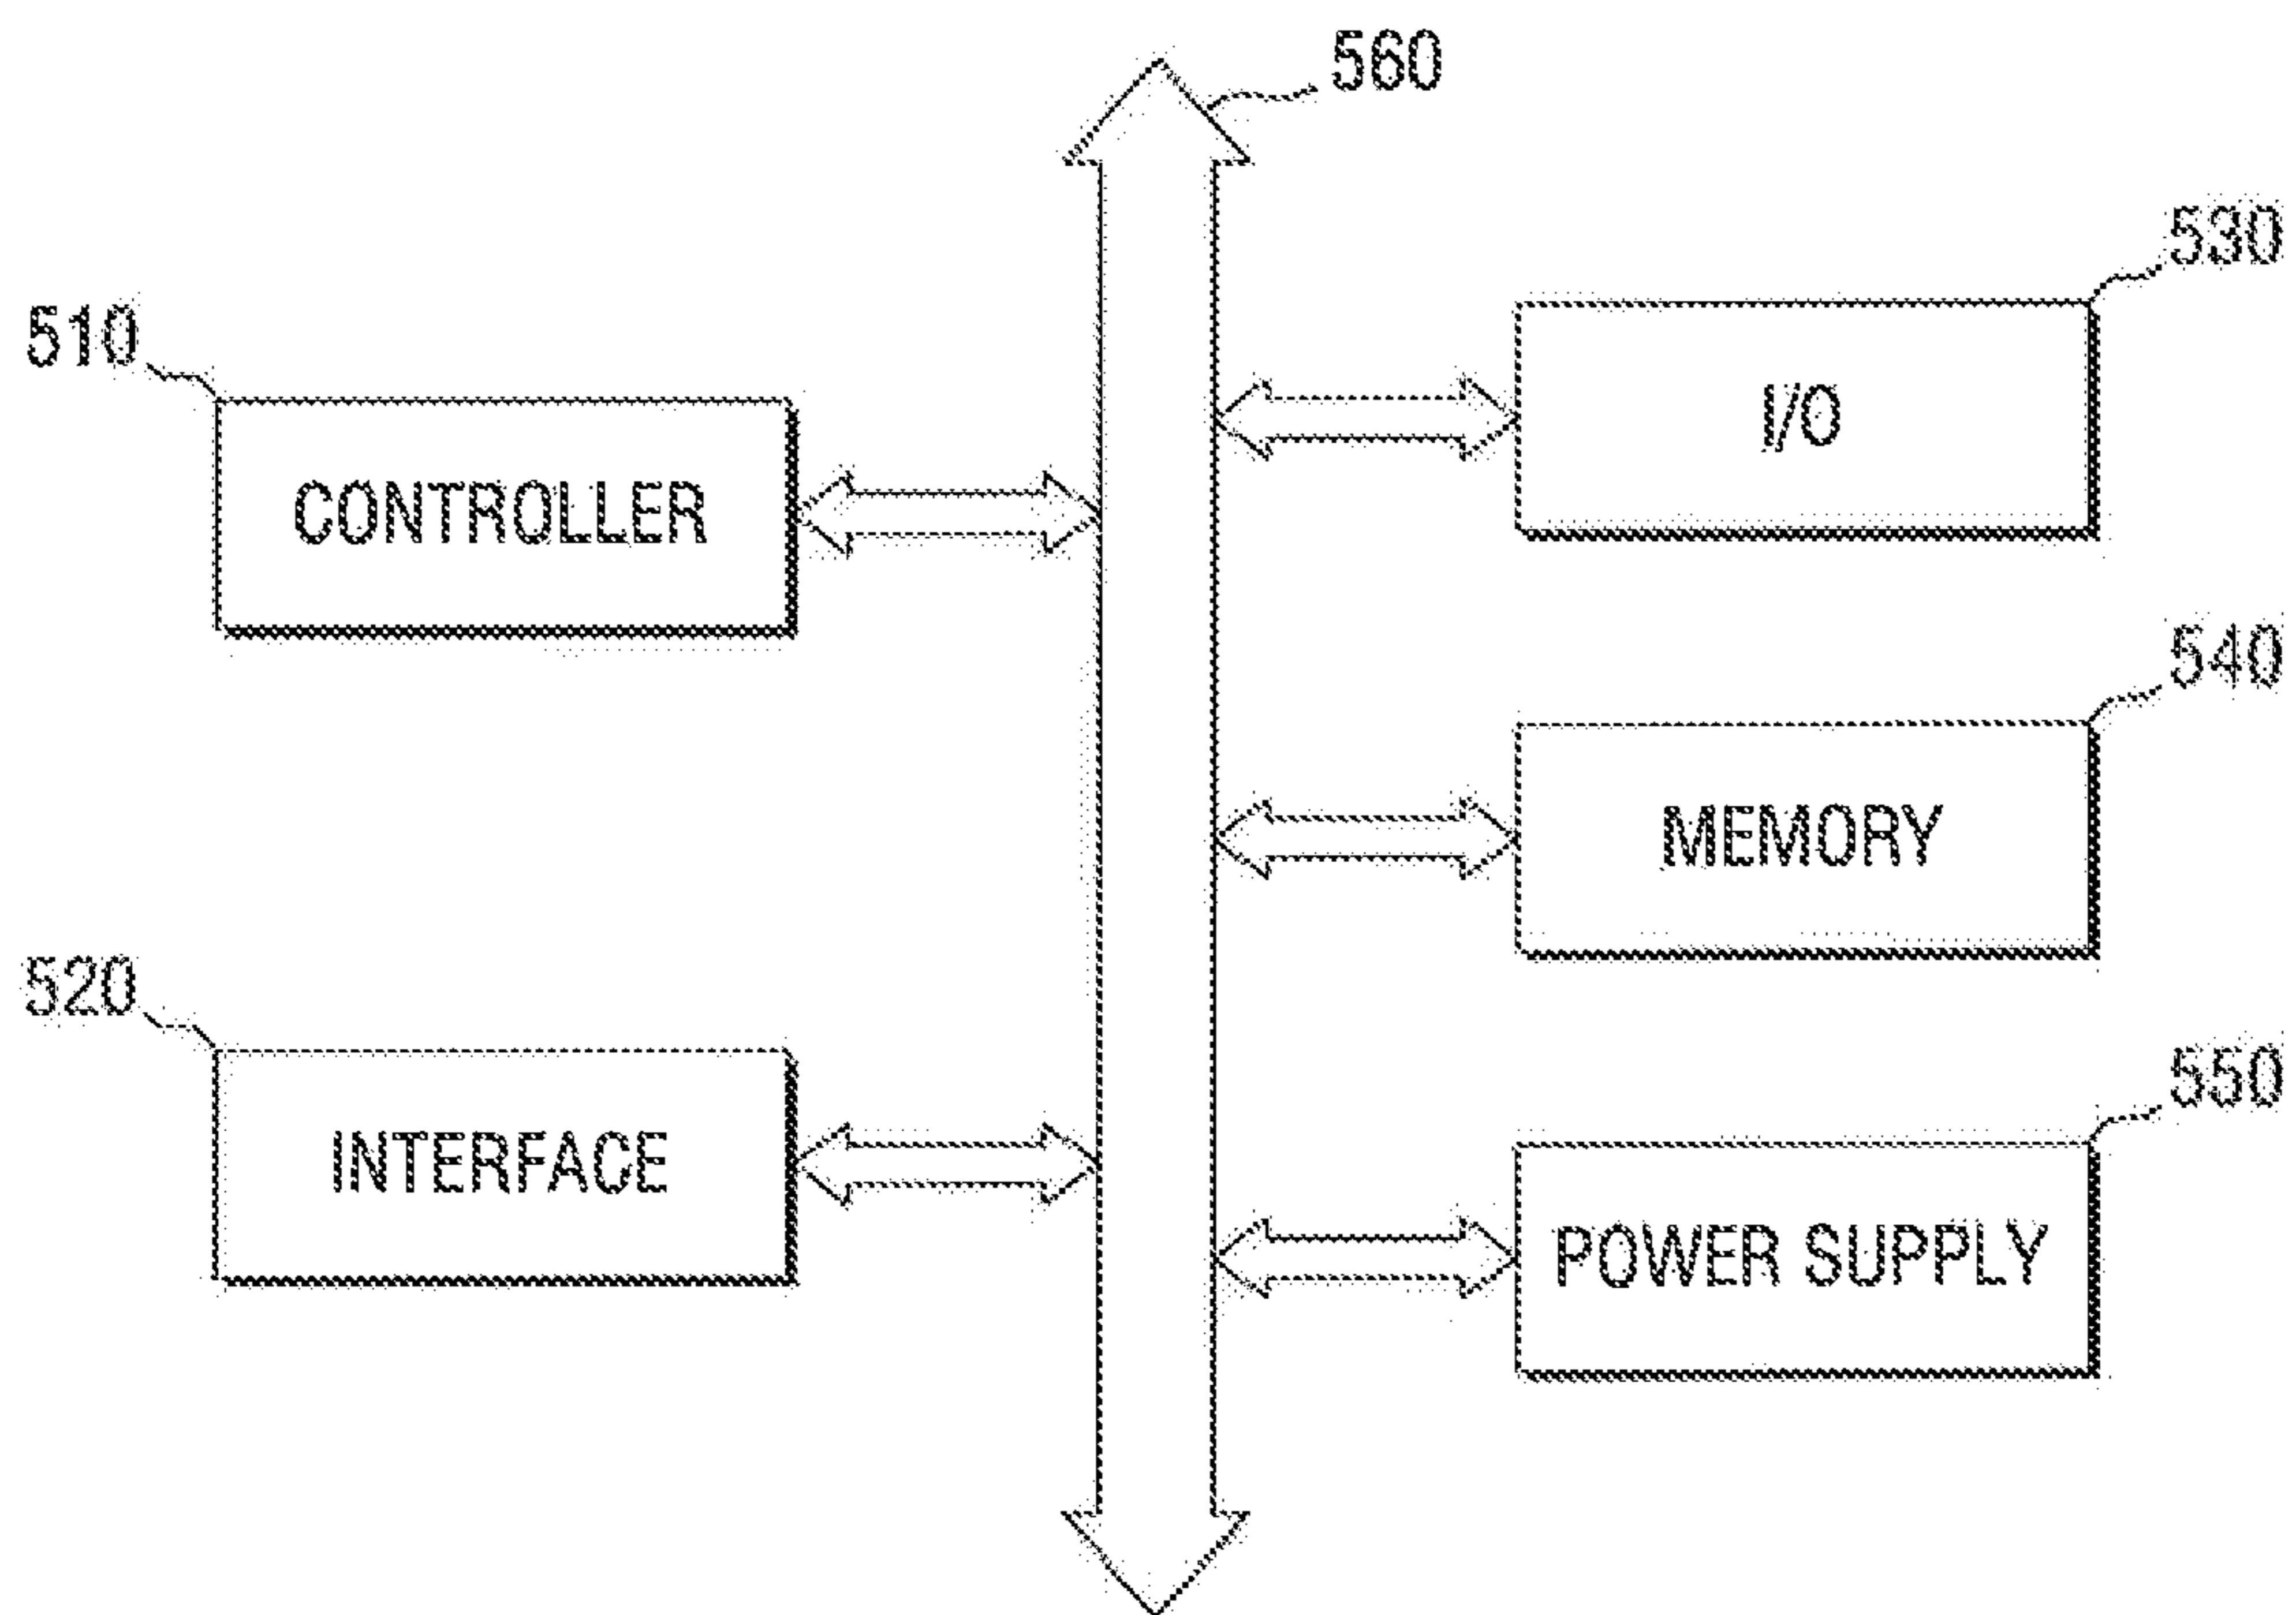 560
530
510
I/O
CONTROLLER
540
MEMORY
520
550
INTERFACE
POWER SUPPLY